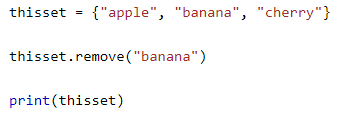 thisset = {"apple", "banana", "cherry"}
thisset.remove("banana")
print(thisset)